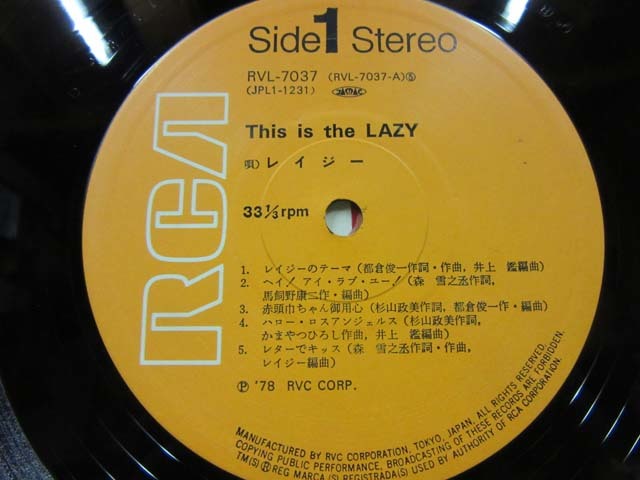 Side 1 Stereo
RVL-7037 (RVL-7037-A)Ⓢ
(JPL1-1231) JASRAC
This is the LAZY
唄)レイジー
33 1/3 rpm
RCA
1. レイジーのテーマ(都倉俊一作詞・作曲,井上 鑑編曲)
2. ヘイ! アイ・ラブ・ユー!(森 雪之丞作詞,
馬飼野康二作・編曲)
3. 赤頭巾ちゃん御用心(杉山政美作詞,都倉俊一作・編曲)
4. ハロー・ロスアンジェルス(杉山政美作詞,
かまやつひろし作曲,井上 鑑編曲)
5. レターでキッス(森 雪之丞作詞・作曲,
レイジー編曲)
Ⓟ '78 RVC CORP.
MANUFACTURED BY RVC CORPORATION, TOKYO, JAPAN. ALL RIGHTS RESERVED.
COPYING PUBLIC PERFORMANCE, BROADCASTING OF THESE RECORDS ARE FORBIDDEN.
TM(S)® REG MARCA(S) REGISTRADA(S) USED BY AUTHORITY OF RCA CORPORATION.